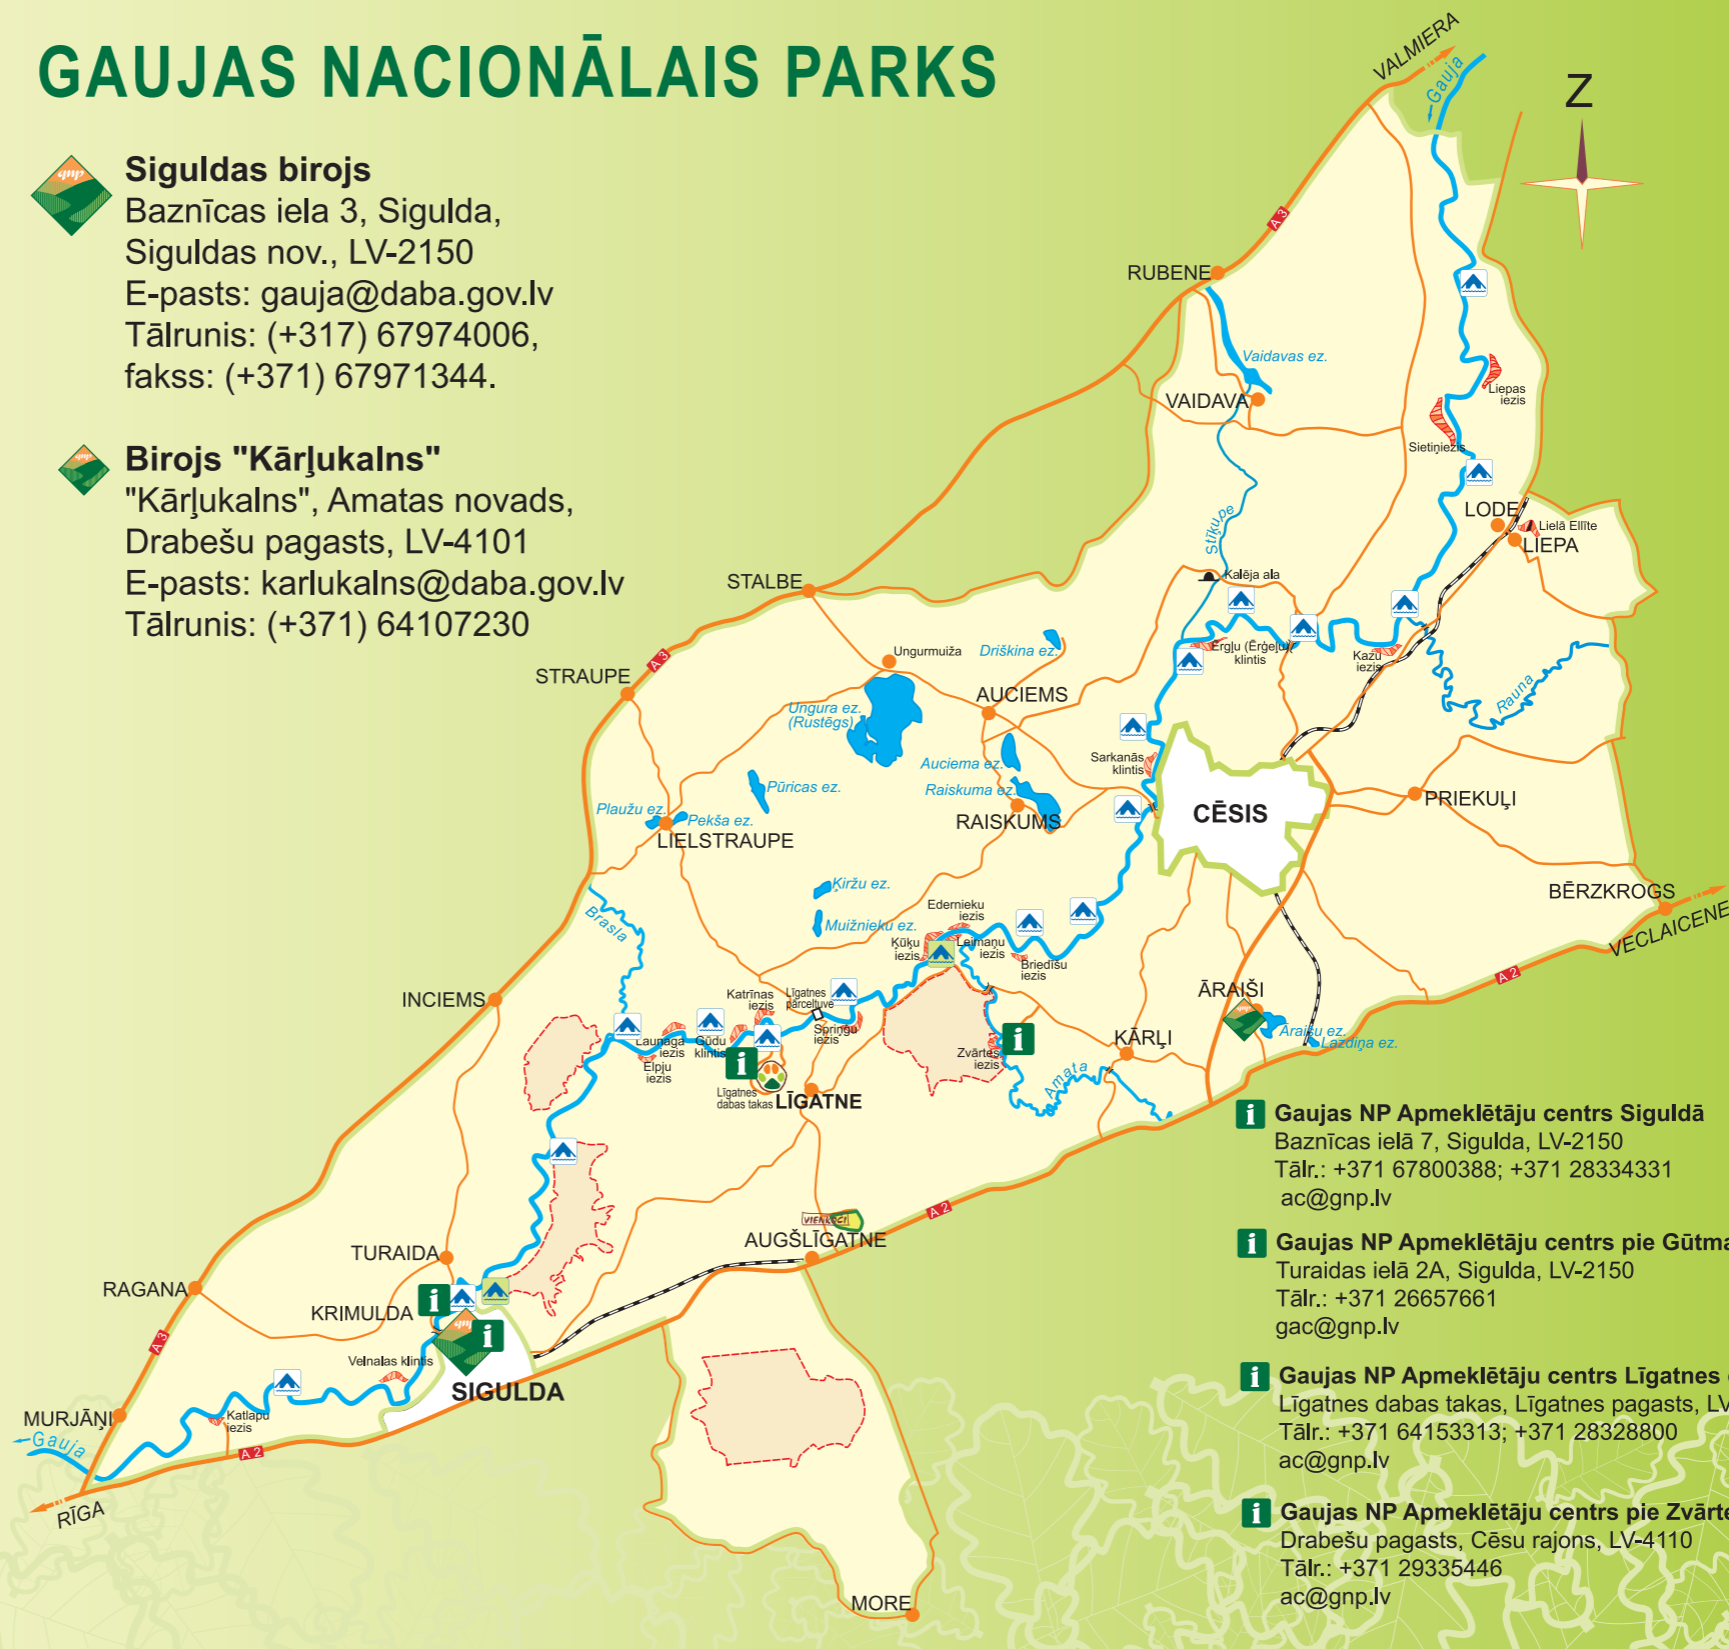 GAUJAS NACIONĀLAIS PARKS
Siguldas birojs
Baznīcas iela 3, Sigulda,
Siguldas nov., LV-2150
E-pasts: gauja@daba.gov.lv
Tālrunis: (+317) 67974006,
fakss: (+371) 67971344.
Birojs "Kārļukalns"
"Kārļukalns", Amatas novads,
Drabešu pagasts, LV-4101
E-pasts: karlukalns@daba.gov.lv
Tālrunis: (+371) 64107230
VALMIERA
Gauja
Z
A 3
RUBENE
Vaidavas ez.
VAIDAVA
Liepas
iezis
Sietiņiezis
LODE
Lielā Ellīte
LIEPA
Strīķupe
Kalēja ala
STALBE
A 3
STRAUPE
Ungurmuiža
Driškina ez.
Ērgļu (Ērģeļu)
klintis
Kazu
iezis
Rauna
AUCIEMS
Ungura ez.
(Rustēgs)
Auciema ez.
Sarkanās
klintis
Pūricas ez.
Raiskuma ez.
Plaužu ez.
Pekša ez.
LIELSTRAUPE
RAISKUMS
CĒSIS
PRIEKUĻI
BĒRZKROGS
VECLAICENE
Ķiržu ez.
Muižnieku ez.
Brasla
Edernieku
iezis
Ķūķu
iezis
Leimaņu
iezis
Briedīšu
iezis
A 2
INCIEMS
Katrīnas
iezis
Līgatnes
pārceltuve
Springu
iezis
Launaga
iezis
Gūdu
klintis
Elpju
iezis
Līgatnes
dabas takas
LĪGATNE
Zvārtes
iezis
Amata
KĀRĻI
ĀRAIŠI
Āraišu ez.
Lazdiņa ez.
i Gaujas NP Apmeklētāju centrs Siguldā
Baznīcas ielā 7, Sigulda, LV-2150
Tālr.: +371 67800388; +371 28334331
ac@gnp.lv
i Gaujas NP Apmeklētāju centrs pie Gūtma
Turaidas ielā 2A, Sigulda, LV-2150
Tālr.: +371 26657661
gac@gnp.lv
i Gaujas NP Apmeklētāju centrs Līgatnes
Līgatnes dabas takas, Līgatnes pagasts, LV
Tālr.: +371 64153313; +371 28328800
ac@gnp.lv
i Gaujas NP Apmeklētāju centrs pie Zvārte
Drabešu pagasts, Cēsu rajons, LV-4110
Tālr.: +371 29335446
ac@gnp.lv
VIENKOČI
A 2
AUGŠLĪGATNE
TURAIDA
RAGANA
KRIMULDA
A 3
Velnalas klintis
SIGULDA
MURJĀŅI
Katlapu
iezis
Gauja
A 2
RĪGA
MORE